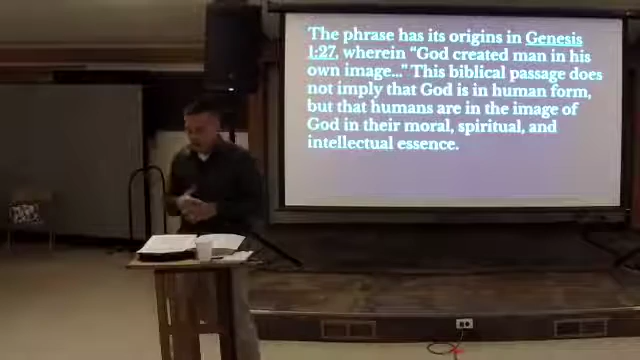 The phrase has its origins in Genesis
1:27, wherein “God created man in his
own image…” This biblical passage does
not imply that God is in human form,
but that humans are in the image of
God in their moral, spiritual, and
intellectual essence.